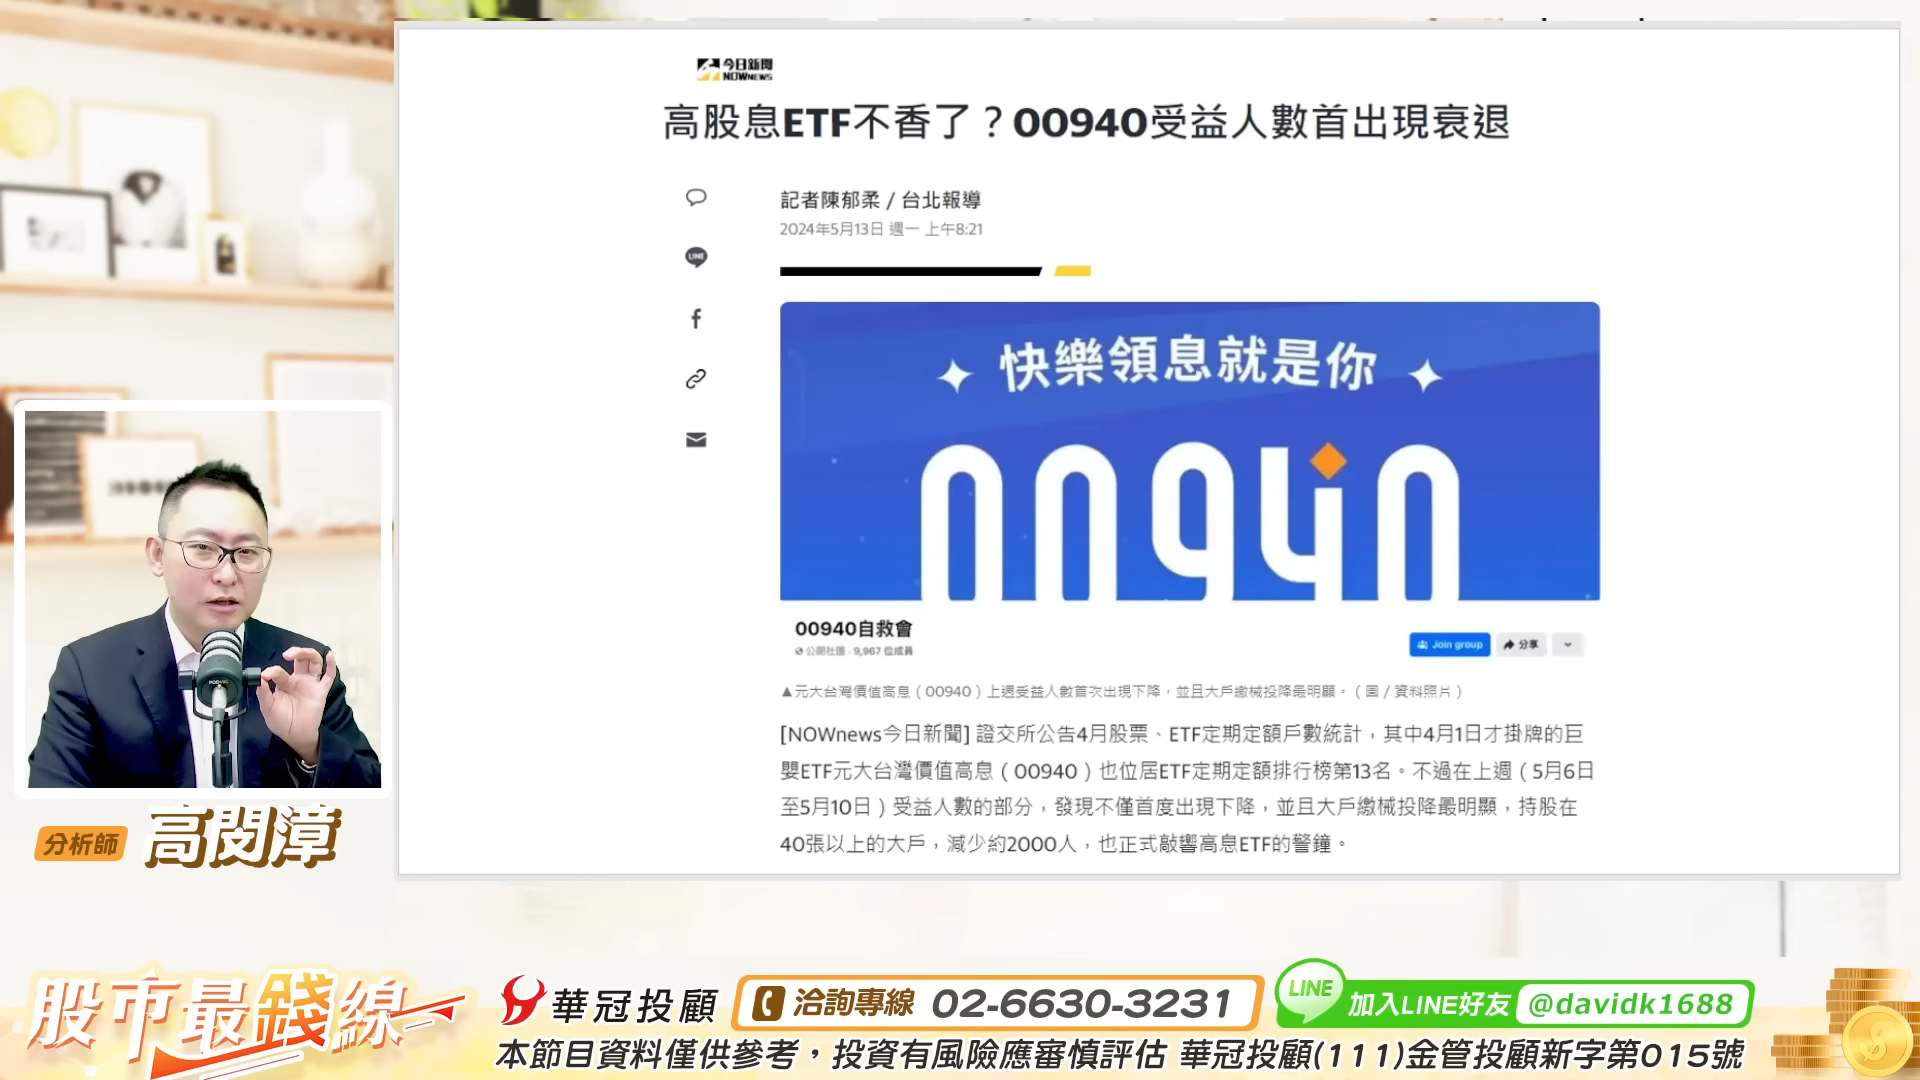 今日新聞
NOWnews
高股息ETF不香了？00940受益人數首出現衰退
記者陳郁柔 / 台北報導
2024年5月13日 週一 上午8:21
LINE
快樂領息就是你
00940
00940自救會
公開社團 · 9,967 位成員
Join group
分享
▲元大台灣價值高息（00940）上週受益人數首次出現下降，並且大戶繳械投降最明顯。（圖／資料照片）
[NOWnews今日新聞] 證交所公告4月股票、ETF定期定額戶數統計，其中4月1日才掛牌的巨
嬰ETF元大台灣價值高息（00940）也位居ETF定期定額排行榜第13名。不過在上週（5月6日
至5月10日）受益人數的部分，發現不僅首度出現下降，並且大戶繳械投降最明顯，持股在
40張以上的大戶，減少約2000人，也正式敲響高息ETF的警鐘。
分析師 高閔漳
股市最錢線
華冠投顧 洽詢專線 02-6630-3231
LINE 加入LINE好友 @davidk1688
本節目資料僅供參考，投資有風險應審慎評估 華冠投顧(111)金管投顧新字第015號